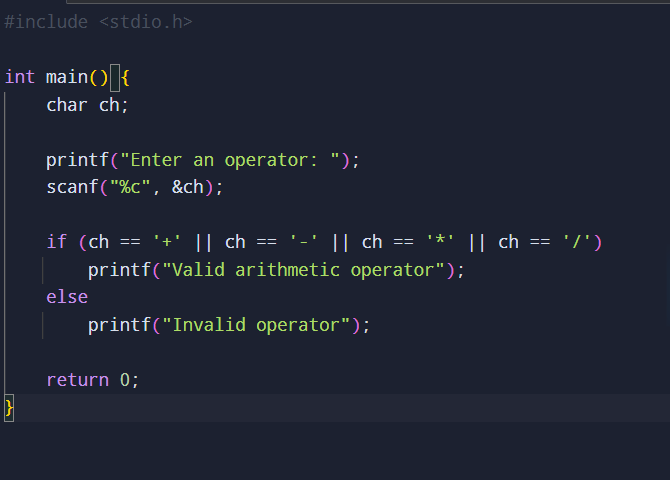 #include <stdio.h>
int main() {
    char ch;
    printf("Enter an operator: ");
    scanf("%c", &ch);
    if (ch == '+' || ch == '-' || ch == '*' || ch == '/')
        printf("Valid arithmetic operator");
    else
        printf("Invalid operator");
    return 0;
}